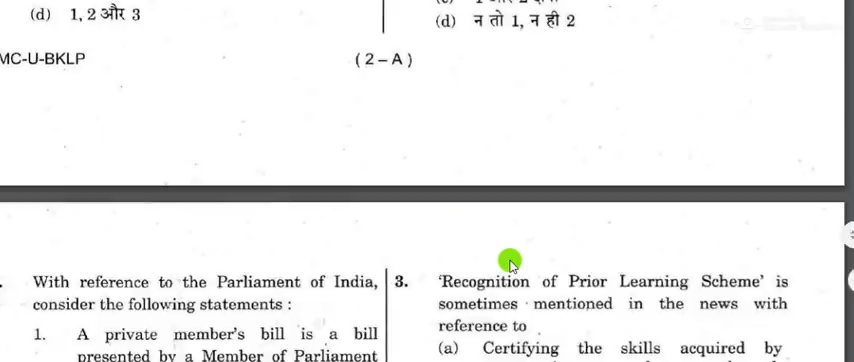 (d) 1, 2 और 3
(d) न तो 1, न ही 2
MC-U-BKLP
( 2 – A )
With reference to the Parliament of India,
consider the following statements :
1. A private member's bill is a bill
presented by a Member of Parliament
3. 'Recognition of Prior Learning Scheme' is
sometimes mentioned in the news with
reference to
(a) Certifying the skills acquired by